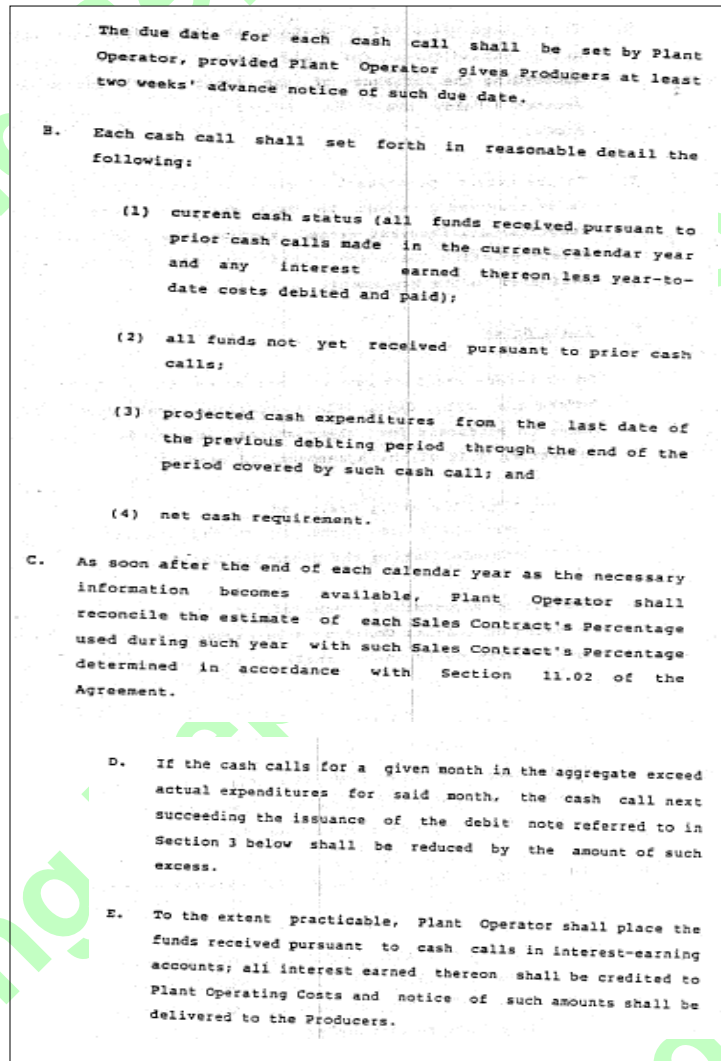 The due date for each cash call shall be set by Plant
Operator, provided Plant Operator gives Producers at least
two weeks' advance notice of such due date.
B. Each cash call shall set forth in reasonable detail the
following:
(1) current cash status (all funds received pursuant to
prior cash calls made in the current calendar year
and any interest earned thereon less year-to-
date costs debited and paid);
(2) all funds not yet received pursuant to prior cash
calls;
(3) projected cash expenditures from the last date of
the previous debiting period through the end of the
period covered by such cash call; and
(4) net cash requirement.
C. As soon after the end of each calendar year as the necessary
information becomes available, Plant Operator shall
reconcile the estimate of each Sales Contract's Percentage
used during such year with such Sales Contract's Percentage
determined in accordance with Section 11.02 of the
Agreement.
D. If the cash calls for a given month in the aggregate exceed
actual expenditures for said month, the cash call next
succeeding the issuance of the debit note referred to in
Section 3 below shall be reduced by the amount of such
excess.
E. To the extent practicable, Plant Operator shall place the
funds received pursuant to cash calls in interest-earning
accounts; all interest earned thereon shall be credited to
Plant Operating Costs and notice of such amounts shall be
delivered to the Producers.